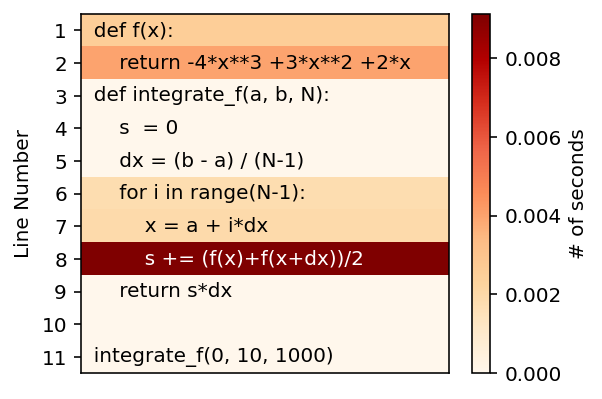 1 def f(x):
2 return -4*x**3 +3*x**2 +2*x
3 def integrate_f(a, b, N):
4 s  = 0
5 dx = (b - a) / (N-1)
6 for i in range(N-1):
7 x = a + i*dx
8 s += (f(x)+f(x+dx))/2
9 return s*dx
10
11 integrate_f(0, 10, 1000)
Line Number
0.008
0.006
0.004
0.002
0.000
# of seconds